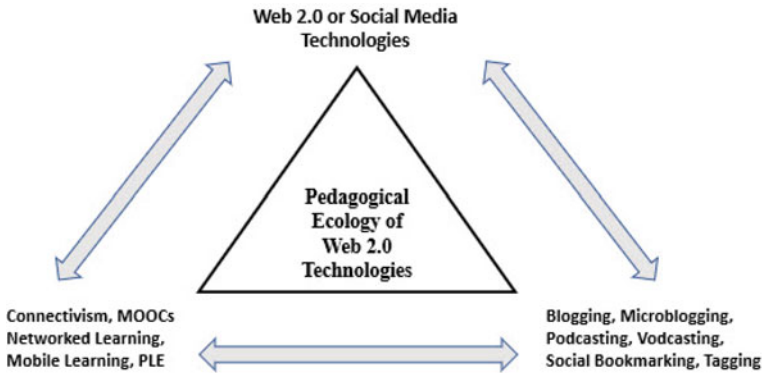 Web 2.0 or Social Media
Technologies
Pedagogical
Ecology of
Web 2.0
Technologies
Connectivism, MOOCs
Networked Learning,
Mobile Learning, PLE
Blogging, Microblogging,
Podcasting, Vodcasting,
Social Bookmarking, Tagging